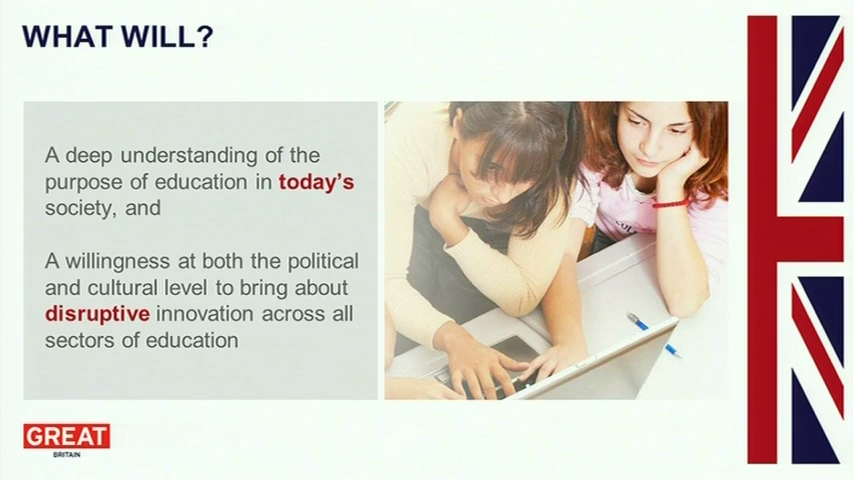 WHAT WILL?
A deep understanding of the
purpose of education in today's
society, and
A willingness at both the political
and cultural level to bring about
disruptive innovation across all
sectors of education
GREAT
BRITAIN